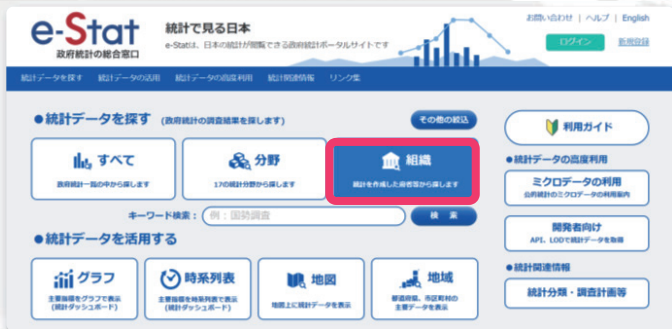 お問い合わせ | ヘルプ | English
e-Stat
政府統計の総合窓口
統計で見る日本
e-Statは、日本の統計が閲覧できる政府統計ポータルサイトです
ログイン
新規登録
統計データを探す 統計データの活用 統計データの高度利用 統計関連情報 リンク集
●統計データを探す (政府統計の調査結果を探します)
その他の絞込
すべて
政府統計一覧の中から探します
分野
17の統計分野から探します
組織
統計を作成した府省等から探します
キーワード検索：
例：国勢調査
検 索
●統計データを活用する
グラフ
主要指標をグラフで表示
(統計ダッシュボード)
時系列表
主要指標を時系列表で表示
(統計ダッシュボード)
地図
地図上に統計データを表示
地域
都道府県、市区町村の
主要データを表示
利用ガイド
●統計データの高度利用
ミクロデータの利用
公的統計のミクロデータの利用案内
開発者向け
API、LODで統計データを取得
●統計関連情報
統計分類・調査計画等